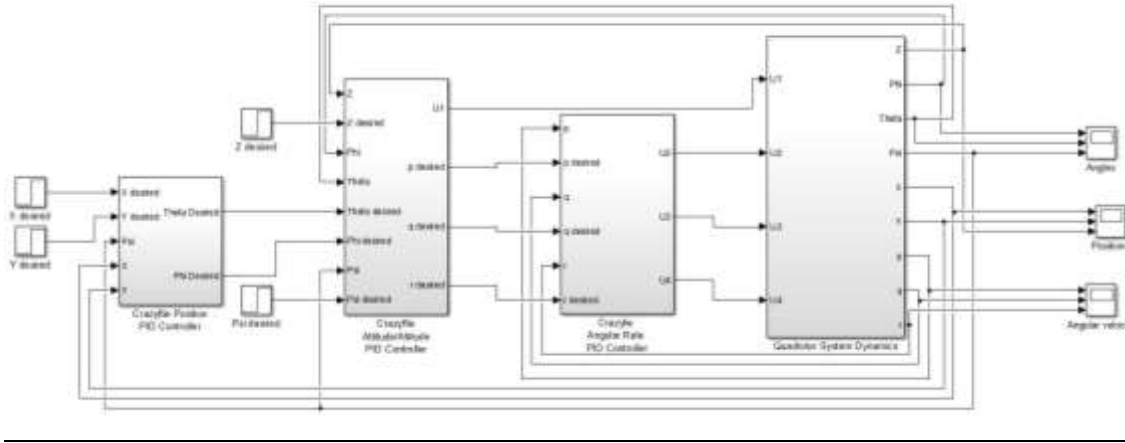 X desired
Y desired
X desired
Y desired
Psi
X
Y
Theta Desired
Phi Desired
Crazyflie Position
PID Controller
Z desired
Psi desired
Z
Z desired
Phi
Theta
Theta desired
Phi desired
Psi
Psi desired
U1
p desired
q desired
r desired
Crazyflie
Attitude/Altitude
PID Controller
p
p desired
q
q desired
r
r desired
U2
U3
U4
Crazyflie
Angular Rate
PID Controller
U1
U2
U3
U4
Z
Phi
Theta
Psi
X
Y
p
q
r
Quadrotor System Dynamics
Angles
Position
Angular veloci